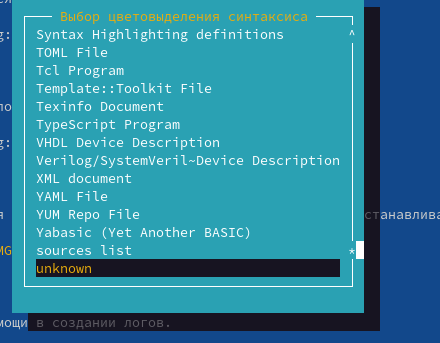 Выбор цветовыделения синтаксиса
Syntax Highlighting definitions
TOML File
Tcl Program
Template::Toolkit File
Texinfo Document
TypeScript Program
VHDL Device Description
Verilog/SystemVeril~Device Description
XML document
YAML File
YUM Repo File
Yabasic (Yet Another BASIC)
станавлива
MG
sources list
unknown
мощи в создании логов.